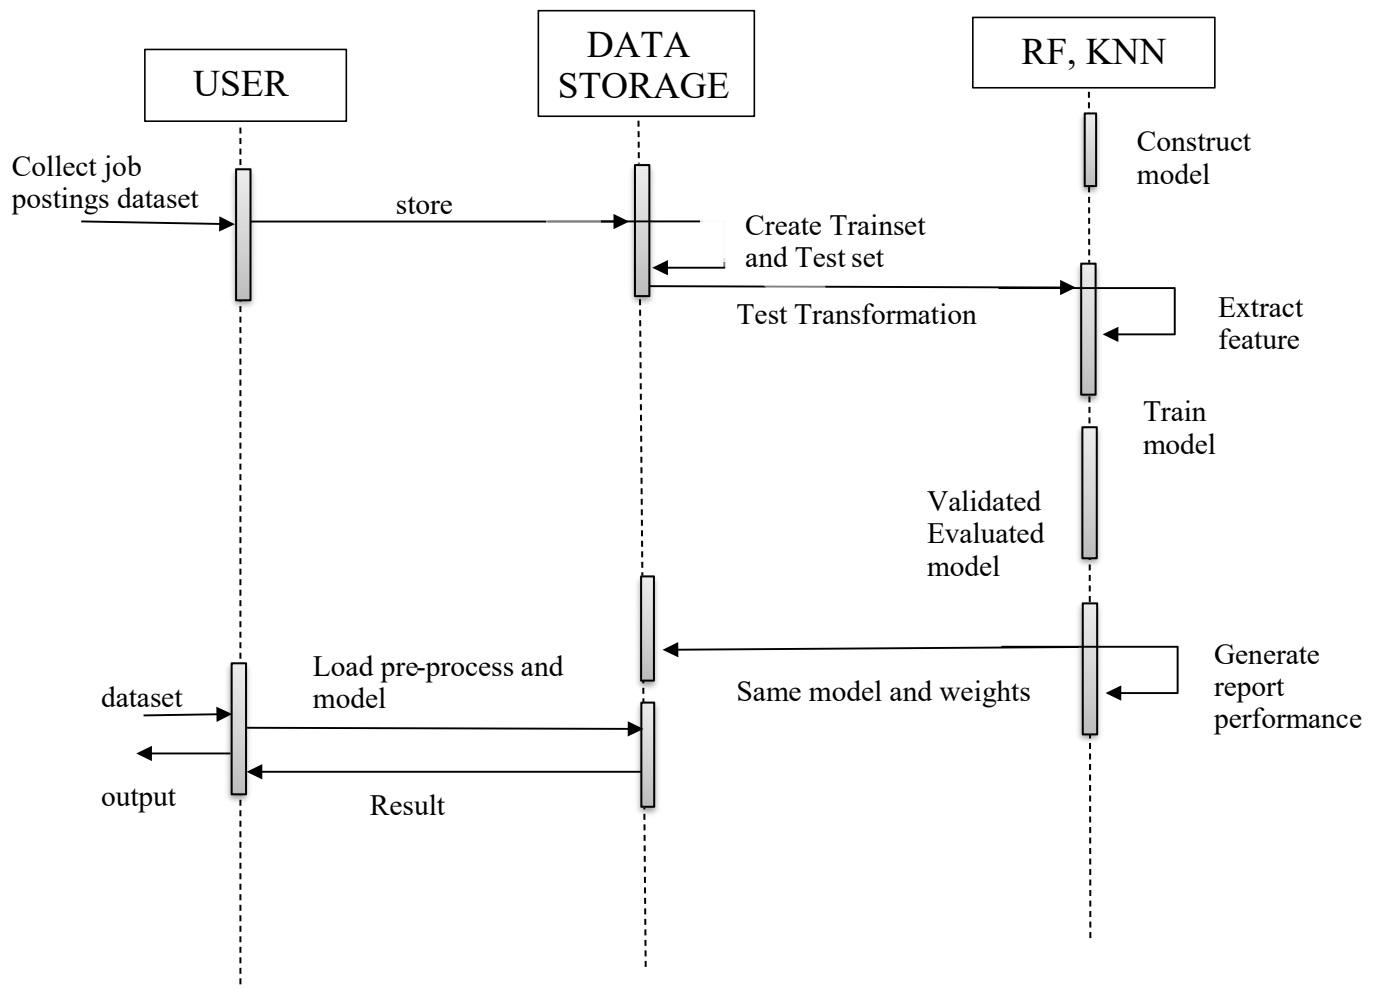 USER
DATA
STORAGE
RF, KNN
Construct
model
Collect job
postings dataset
store
Create Trainset
and Test set
Test Transformation
Extract
feature
Train
model
Validated
Evaluated
model
Load pre-process and
model
dataset
Same model and weights
Generate
report
performance
output
Result